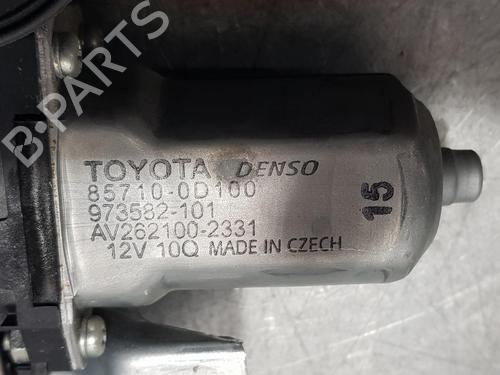 B·PARTS
TOYOTA DENSO
85710-0D100
973582-101
AV262100-2331
12V 10Q MADE IN CZECH
15